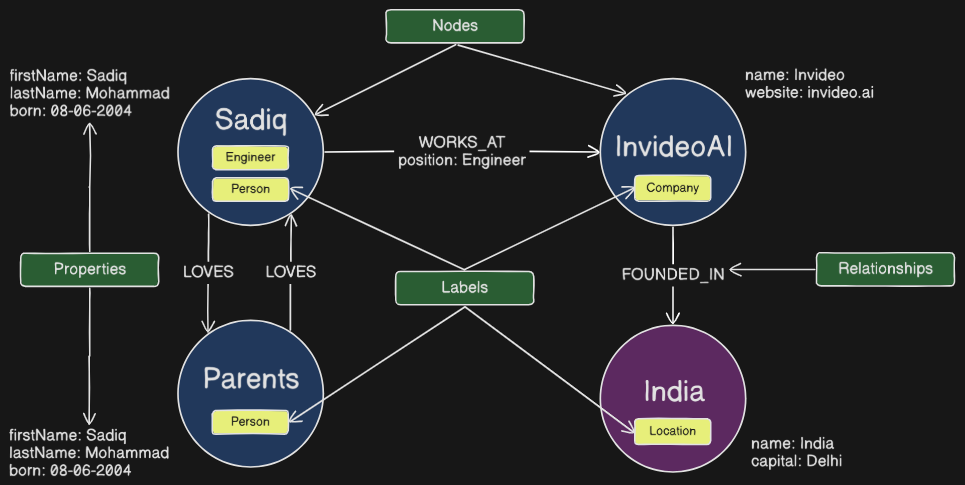 Nodes
firstName: Sadiq
lastName: Mohammad
born: 08-06-2004
name: Invideo
website: invideo.ai
Sadiq
Engineer
Person
WORKS_AT
position: Engineer
InvideoAI
Company
Properties
LOVES
LOVES
Labels
FOUNDED_IN
Relationships
Parents
Person
India
Location
firstName: Sadiq
lastName: Mohammad
born: 08-06-2004
name: India
capital: Delhi